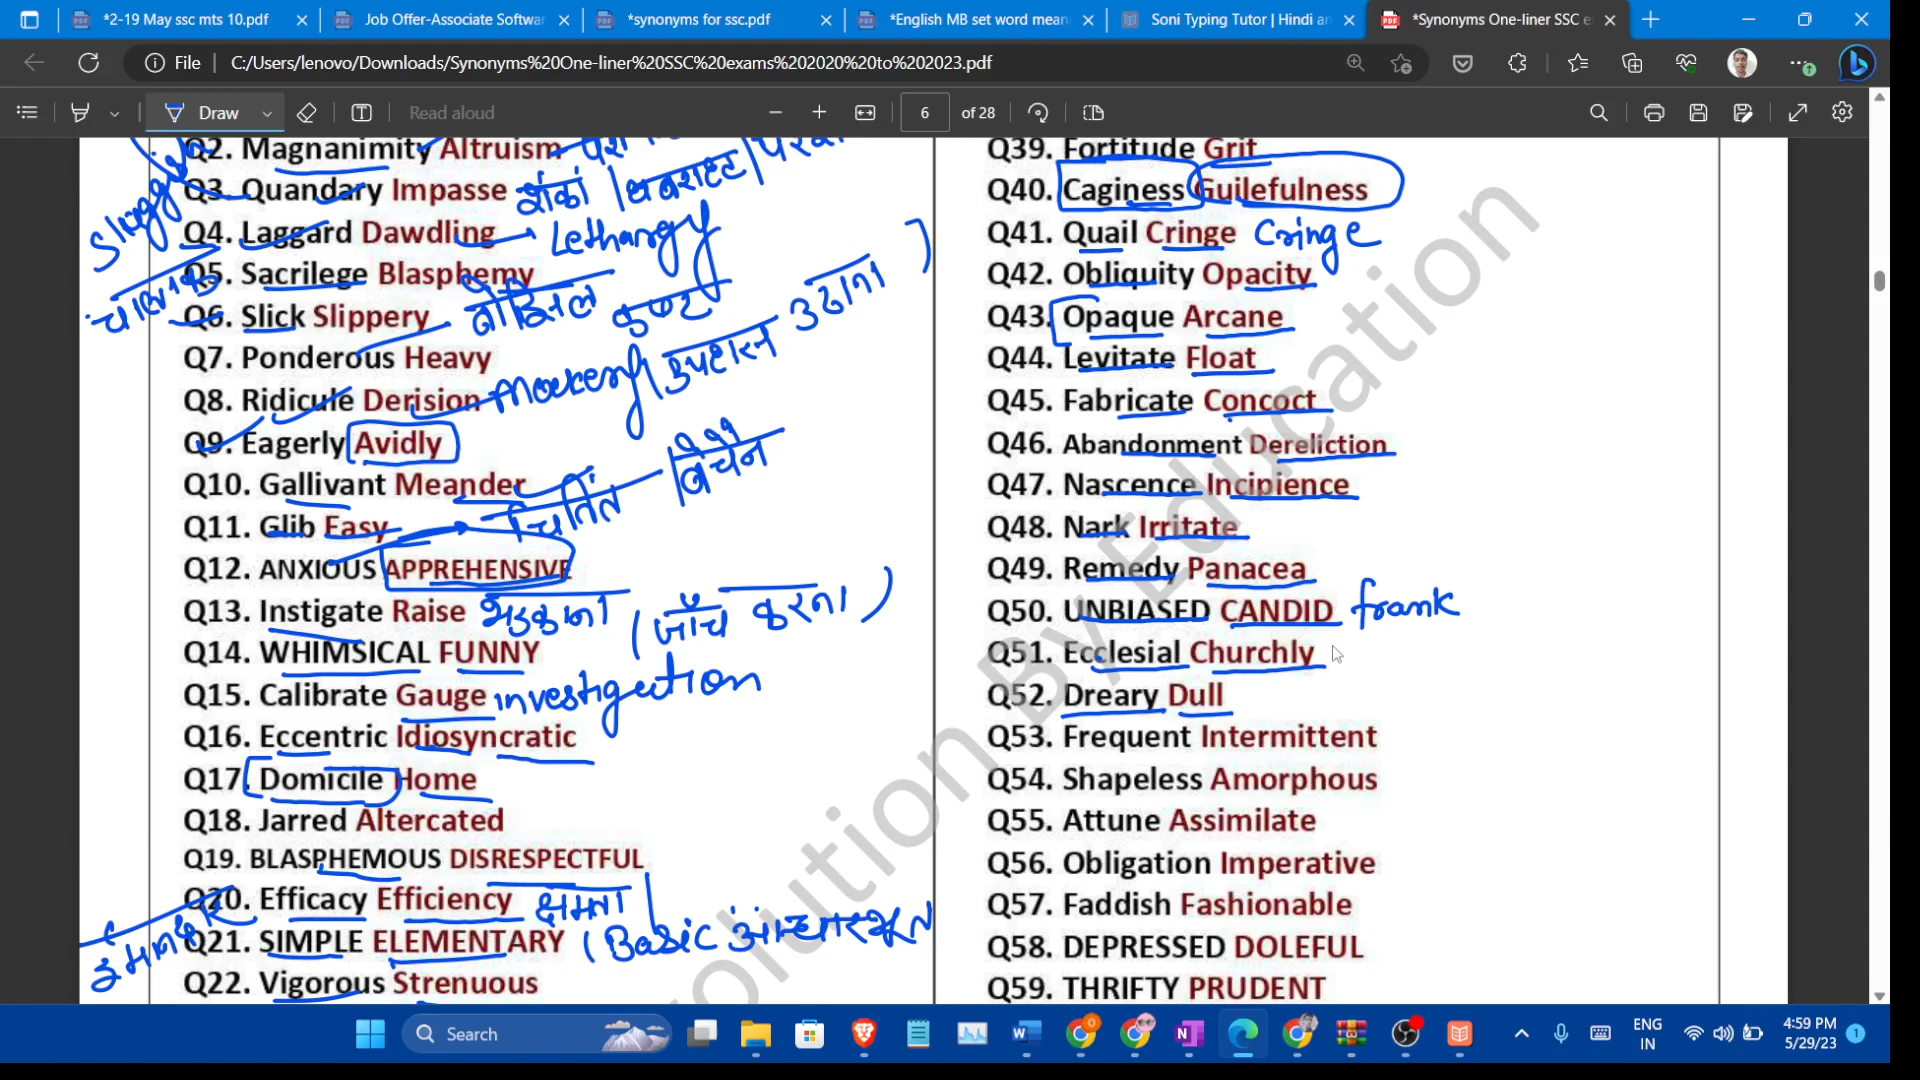 *2-19 May ssc mts 10.pdf
Job Offer-Associate Softwa
*synonyms for ssc.pdf
*English MB set word mean
Soni Typing Tutor | Hindi a
*Synonyms One-liner SSC e
File
C:/Users/lenovo/Downloads/Synonyms%20One-liner%20SSC%20exams%202020%20to%202023.pdf
Draw
Read aloud
6 of 28
Q2. Magnanimity Altruism
Q3. Quandary Impasse शंका | घबराहट |
Q4. Laggard Dawdling Lethargy
Q5. Sacrilege Blasphemy
Q6. Slick Slippery
Q7. Ponderous Heavy
Q8. Ridicule Derision mockery | उपहास उड़ाना )
Q9. Eagerly Avidly
Q10. Gallivant Meander
Q11. Glib Easy चिंतित बेचैन
Q12. ANXIOUS APPREHENSIVE
Q13. Instigate Raise भड़काना ( जाँच करना )
Q14. WHIMSICAL FUNNY
Q15. Calibrate Gauge investigection
Q16. Eccentric Idiosyncratic
Q17. Domicile Home
Q18. Jarred Altercated
Q19. BLASPHEMOUS DISRESPECTFUL
Q20. Efficacy Efficiency क्षमता
Q21. SIMPLE ELEMENTARY (Basic
Q22. Vigorous Strenuous
Q39. Fortitude Grit
Q40. Caginess Guilefulness
Q41. Quail Cringe Cringe
Q42. Obliquity Opacity
Q43. Opaque Arcane
Q44. Levitate Float
Q45. Fabricate Concoct
Q46. Abandonment Dereliction
Q47. Nascence Incipience
Q48. Nark Irritate
Q49. Remedy Panacea
Q50. UNBIASED CANDID frank
Q51. Ecclesial Churchly
Q52. Dreary Dull
Q53. Frequent Intermittent
Q54. Shapeless Amorphous
Q55. Attune Assimilate
Q56. Obligation Imperative
Q57. Faddish Fashionable
Q58. DEPRESSED DOLEFUL
Q59. THRIFTY PRUDENT
olution By Education
Search
ENG
IN
4:59 PM
5/29/23
1